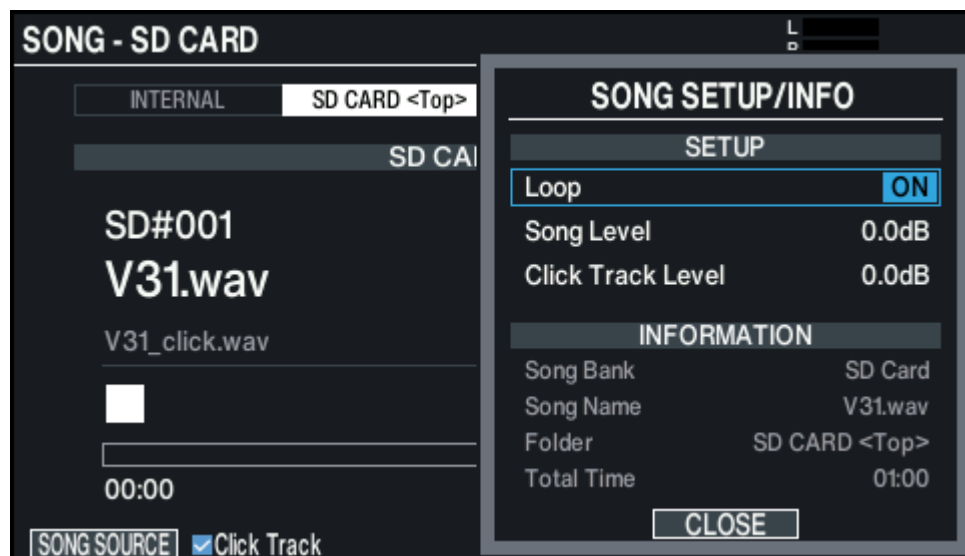 SONG - SD CARD
L
INTERNAL
SD CARD <Top>
SD#001
V31.wav
V31_click.wav
00:00
SONG SOURCE
Click Track
SONG SETUP/INFO
SETUP
Loop ON
Song Level 0.0dB
Click Track Level 0.0dB
INFORMATION
Song Bank SD Card
Song Name V31.wav
Folder SD CARD <Top>
Total Time 01:00
CLOSE